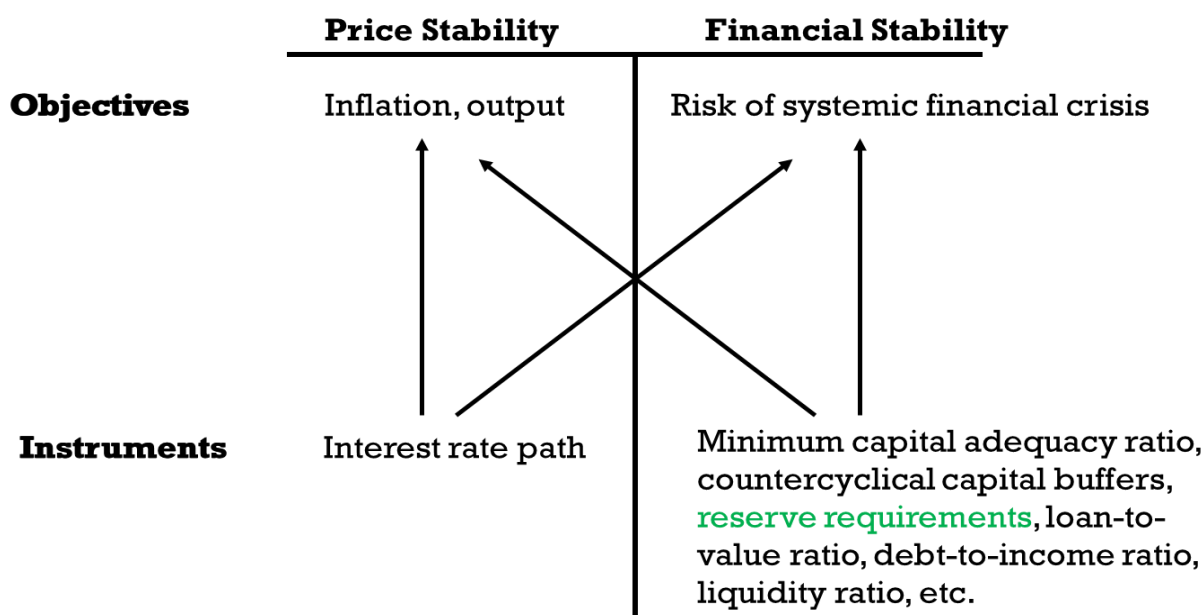 Price Stability
Financial Stability
Objectives
Inflation, output
Risk of systemic financial crisis
Instruments
Interest rate path
Minimum capital adequacy ratio,
countercyclical capital buffers,
reserve requirements, loan-to-
value ratio, debt-to-income ratio,
liquidity ratio, etc.